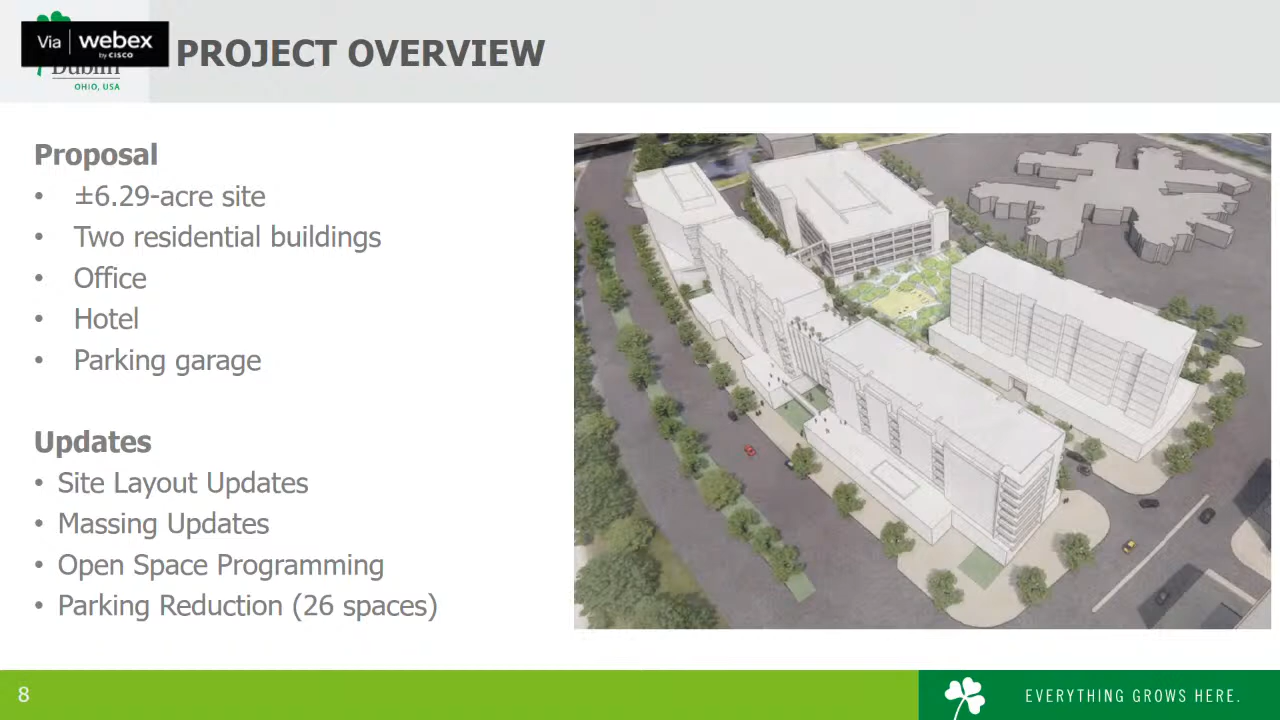 Via webex
by CISCO
Dublin
OHIO, USA
PROJECT OVERVIEW
Proposal
• ±6.29-acre site
• Two residential buildings
• Office
• Hotel
• Parking garage
Updates
• Site Layout Updates
• Massing Updates
• Open Space Programming
• Parking Reduction (26 spaces)
8
EVERYTHING GROWS HERE.